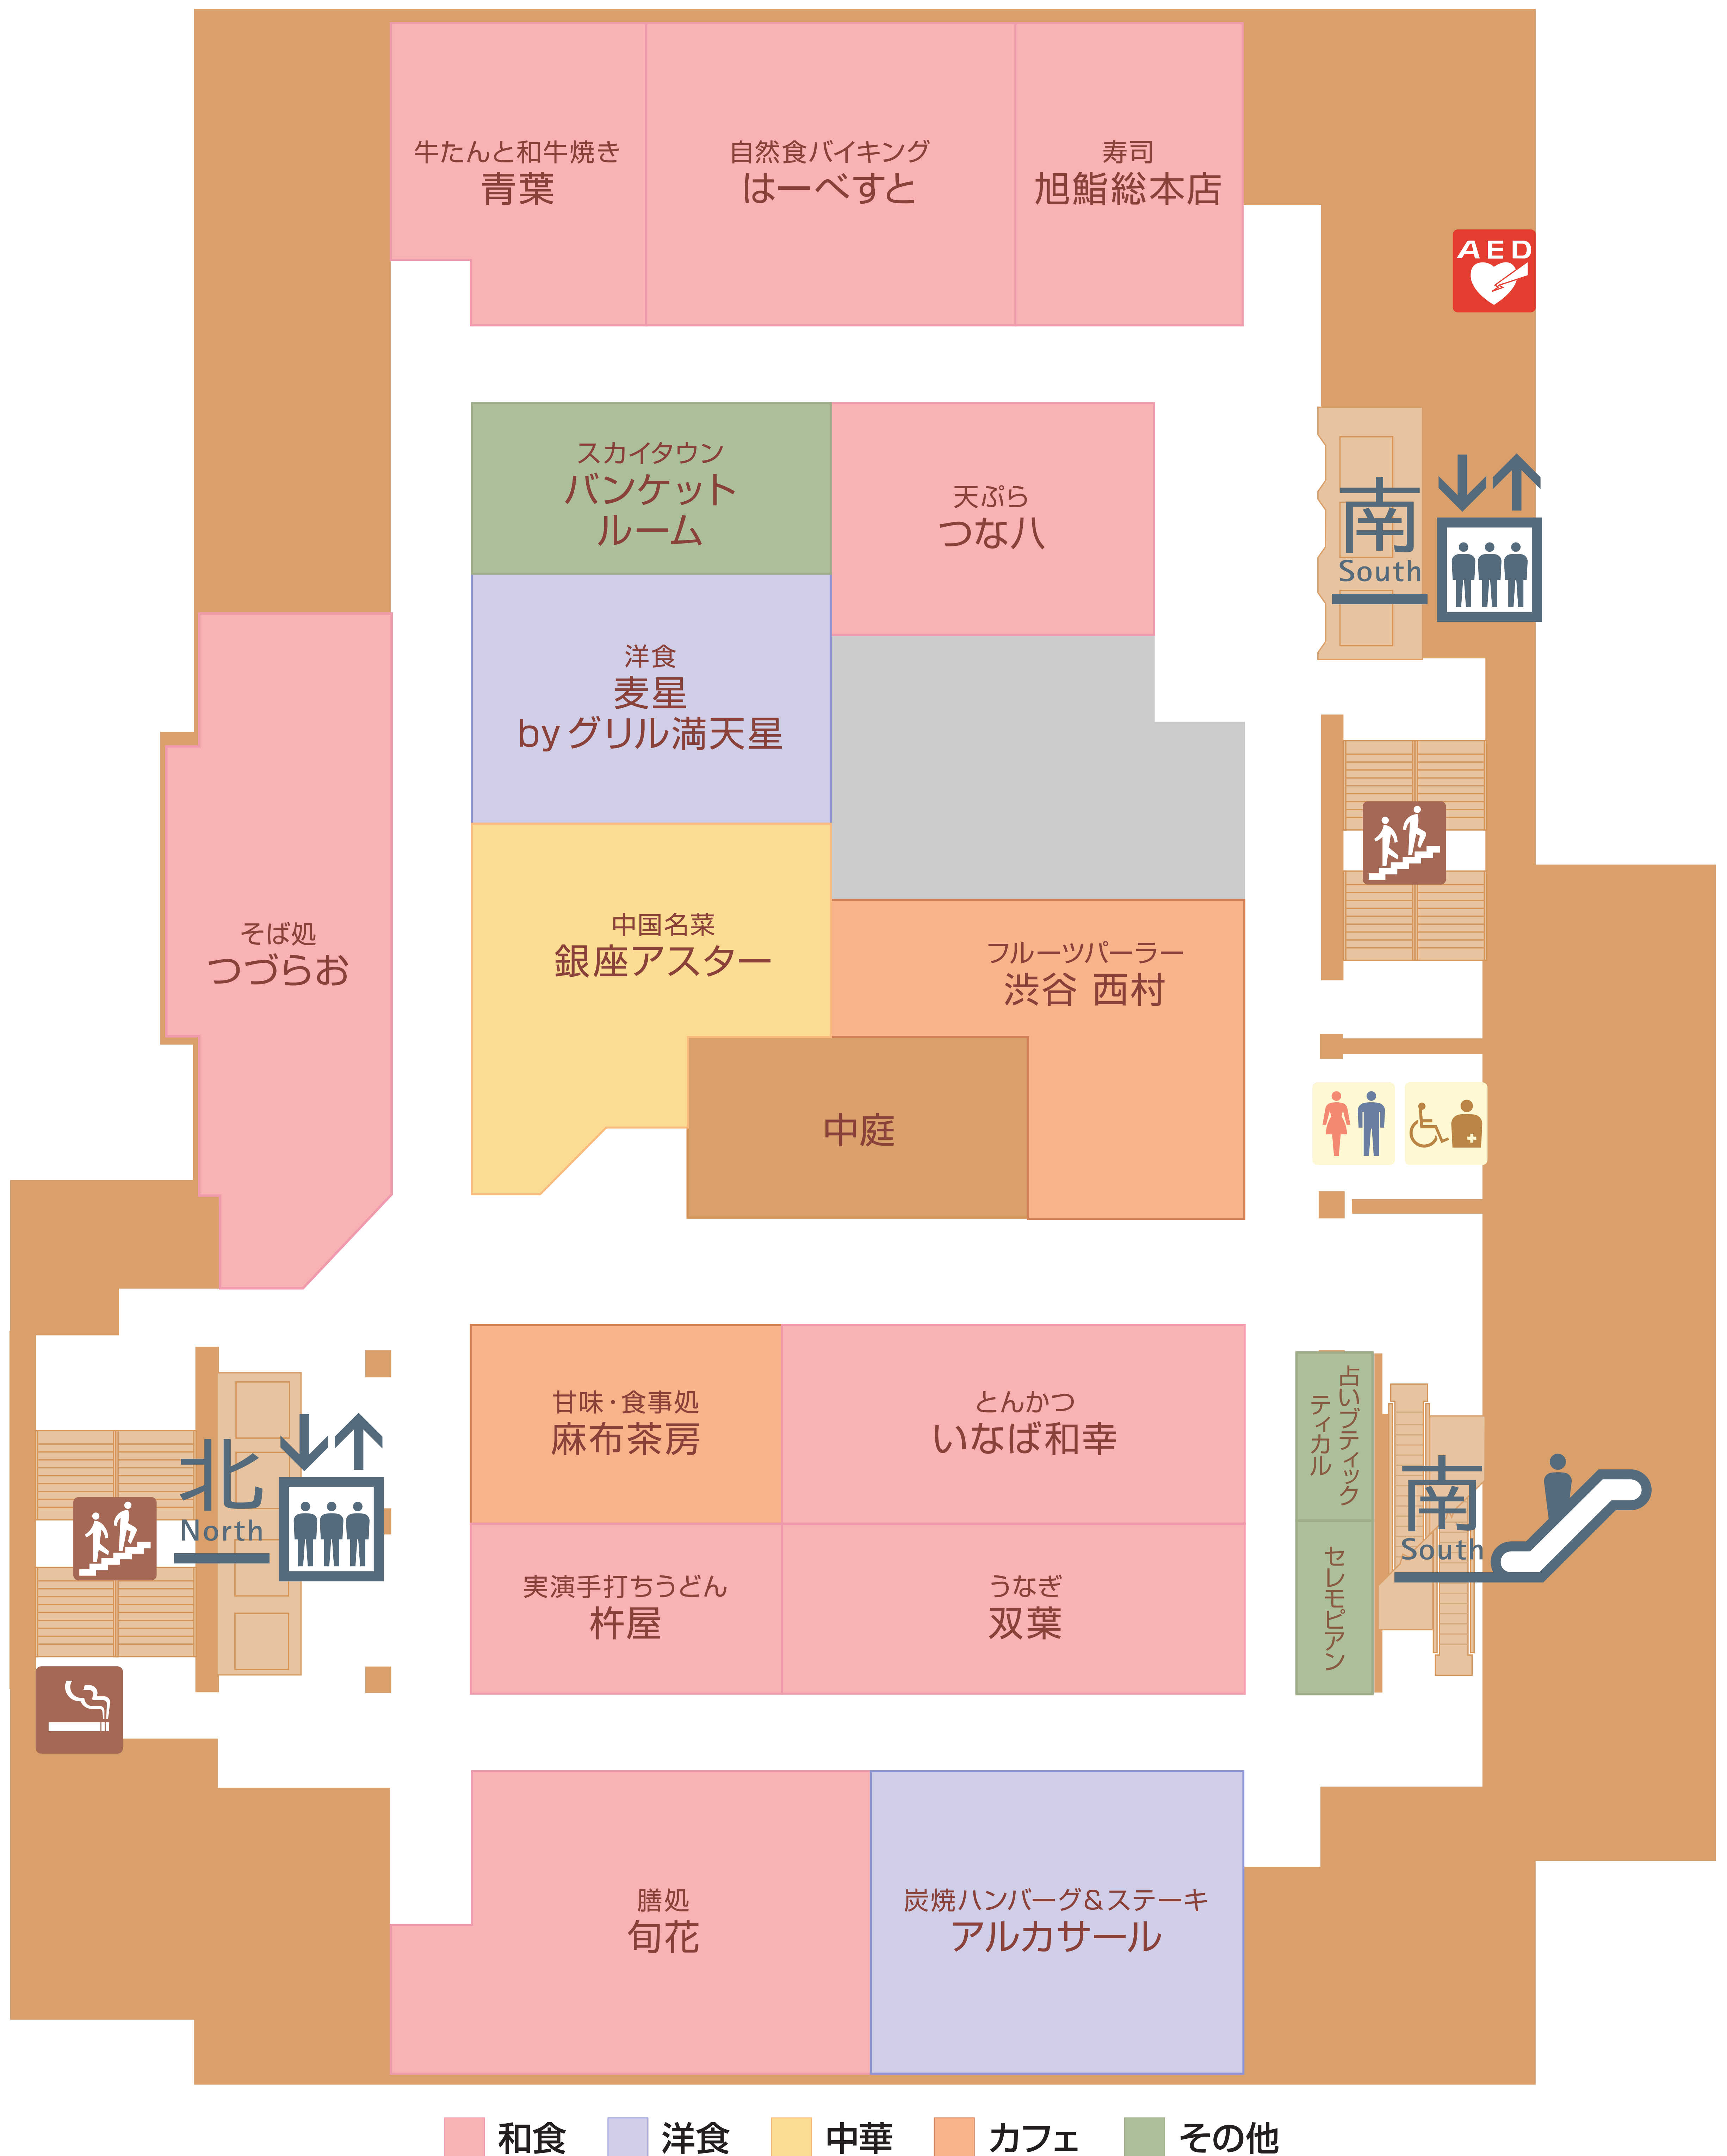 牛たんと和牛焼き
青葉
自然食バイキング
はーべすと
寿司
旭鮨総本店
AED
スカイタウン
バンケット
ルーム
天ぷら
つな八
南
South
洋食
麦星
byグリル満天星
そば処
つづらお
中国名菜
銀座アスター
フルーツパーラー
渋谷 西村
中庭
甘味・食事処
麻布茶房
とんかつ
いなば和幸
占いブティック
ティカル
北
North
南
South
実演手打ちうどん
杵屋
うなぎ
双葉
セレモピアン
膳処
旬花
炭焼ハンバーグ&ステーキ
アルカサール
和食
洋食
中華
カフェ
その他